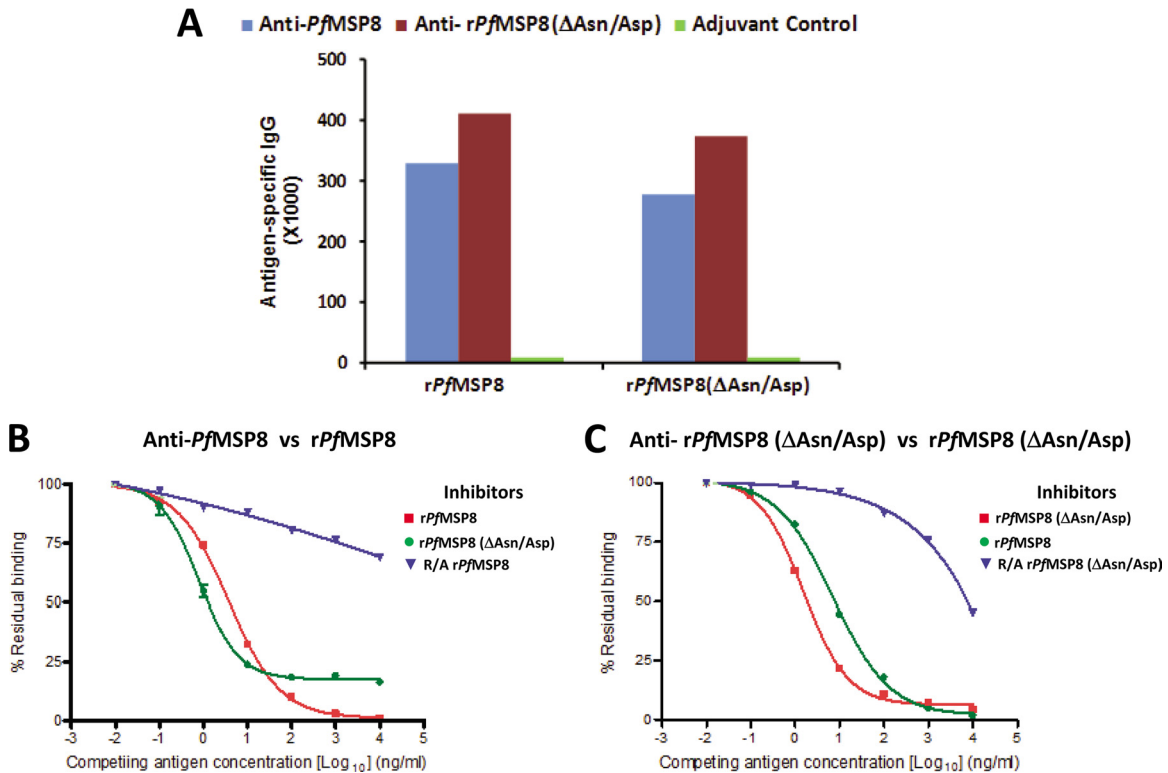 A
Anti-PfMSP8 Anti- rPfMSP8(ΔAsn/Asp) Adjuvant Control
Antigen-specific IgG
(X1000)
500
400
300
200
100
0
rPfMSP8 rPfMSP8(ΔAsn/Asp)
B
Anti-PfMSP8 vs rPfMSP8
% Residual binding
100
75
50
25
0
-3 -2 -1 0 1 2 3 4 5
Competiing antigen concentration [Log10] (ng/ml)
Inhibitors
rPfMSP8
rPfMSP8 (ΔAsn/Asp)
R/A rPfMSP8
C
Anti- rPfMSP8 (ΔAsn/Asp) vs rPfMSP8 (ΔAsn/Asp)
% Residual binding
100
75
50
25
0
-3 -2 -1 0 1 2 3 4 5
Competing antigen concentration [Log10] (ng/ml)
Inhibitors
rPfMSP8 (ΔAsn/Asp)
rPfMSP8
R/A rPfMSP8 (ΔAsn/Asp)